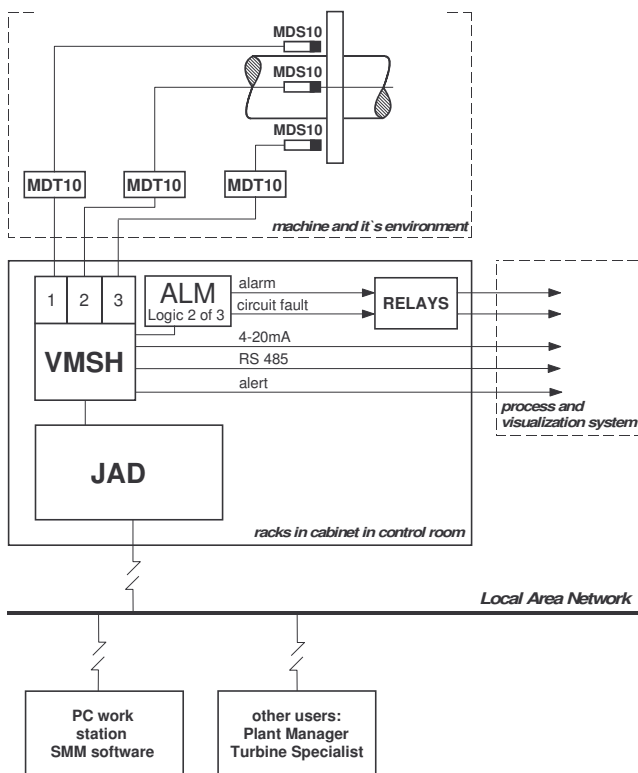 MDS10
MDS10
MDS10
MDT10
MDT10
MDT10
machine and it`s environment
1
2
3
ALM
Logic 2 of 3
alarm
circuit fault
RELAYS
VMSH
4-20mA
RS 485
alert
process and
visualization system
JAD
racks in cabinet in control room
Local Area Network
PC work
station
SMM software
other users:
Plant Manager
Turbine Specialist